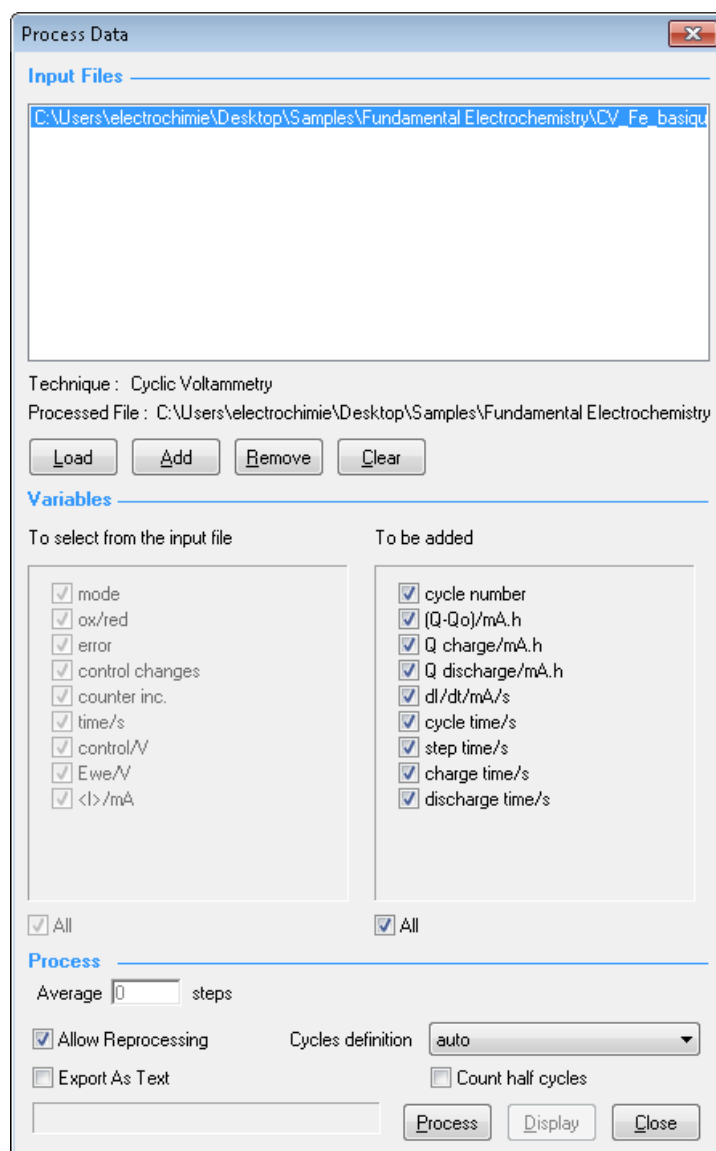 Process Data
Input Files
C:\Users\electrochimie\Desktop\Samples\Fundamental Electrochemistry\CV_Fe_basiqu
Technique : Cyclic Voltammetry
Processed File : C:\Users\electrochimie\Desktop\Samples\Fundamental Electrochemistry
Load Add Remove Clear
Variables
To select from the input file To be added
mode cycle number
ox/red (Q-Qo)/mA.h
error Q charge/mA.h
control changes Q discharge/mA.h
counter inc. dI/dt/mA/s
time/s cycle time/s
control/V step time/s
Ewe/V charge time/s
<I>/mA discharge time/s
All All
Process
Average 0 steps
Allow Reprocessing Cycles definition auto
Export As Text Count half cycles
Process Display Close